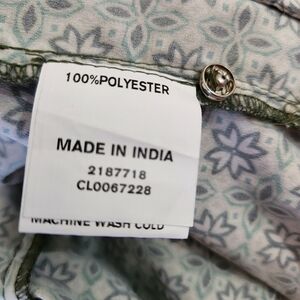 100%POLYESTER
MADE IN INDIA
2187718
CL0067228
MACHINE WASH COLD